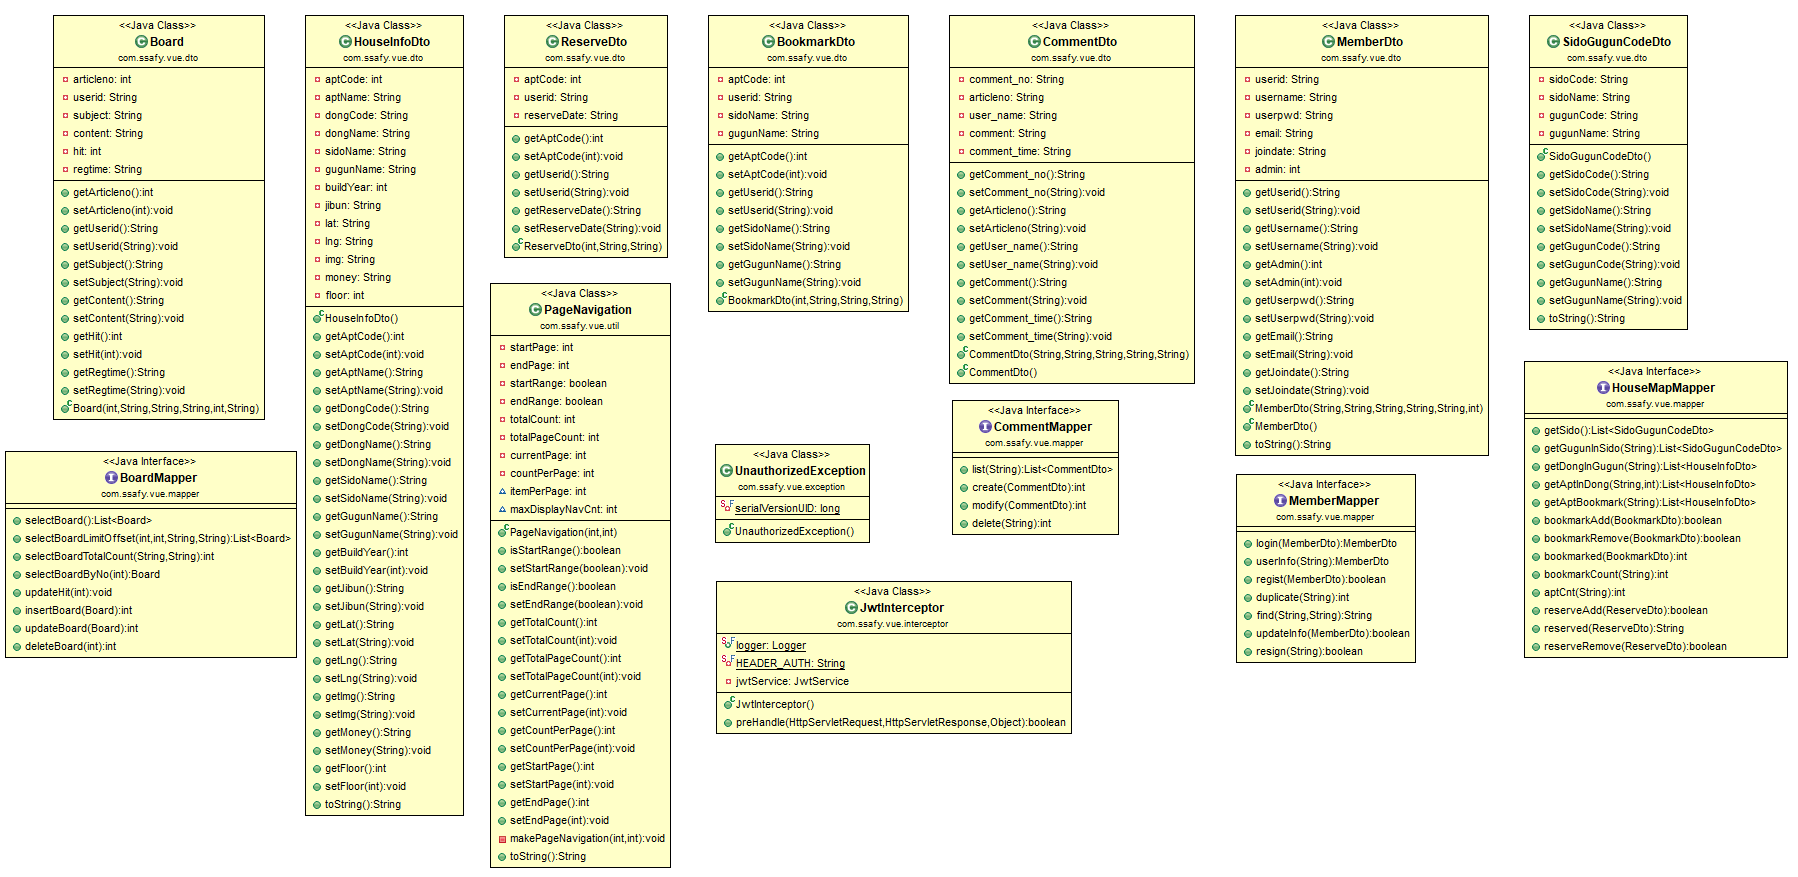 <<Java Class>>
Board
com.ssafy.vue.dto
articleno: int
userid: String
subject: String
content: String
hit: int
regtime: String
getArticleno():int
setArticleno(int):void
getUserid():String
setUserid(String):void
getSubject():String
setSubject(String):void
getContent():String
setContent(String):void
getHit():int
setHit(int):void
getRegtime():String
setRegtime(String):void
Board(int,String,String,String,int,String)
<<Java Interface>>
BoardMapper
com.ssafy.vue.mapper
selectBoard():List<Board>
selectBoardLimitOffset(int,int,String,String):List<Board>
selectBoardTotalCount(String,String):int
selectBoardByNo(int):Board
updateHit(int):void
insertBoard(Board):int
updateBoard(Board):int
deleteBoard(int):int
<<Java Class>>
HouseInfoDto
com.ssafy.vue.dto
aptCode: int
aptName: String
dongCode: String
dongName: String
sidoName: String
gugunName: String
buildYear: int
jibun: String
lat: String
lng: String
img: String
money: String
floor: int
HouseInfoDto()
getAptCode():int
setAptCode(int):void
getAptName():String
setAptName(String):void
getDongCode():String
setDongCode(String):void
getDongName():String
setDongName(String):void
getSidoName():String
setSidoName(String):void
getGugunName():String
setGugunName(String):void
getBuildYear():int
setBuildYear(int):void
getJibun():String
setJibun(String):void
getLat():String
setLat(String):void
getLng():String
setLng(String):void
getImg():String
setImg(String):void
getMoney():String
setMoney(String):void
getFloor():int
setFloor(int):void
toString():String
<<Java Class>>
ReserveDto
com.ssafy.vue.dto
aptCode: int
userid: String
reserveDate: String
getAptCode():int
setAptCode(int):void
getUserid():String
setUserid(String):void
getReserveDate():String
setReserveDate(String):void
ReserveDto(int,String,String)
<<Java Class>>
PageNavigation
com.ssafy.vue.util
startPage: int
endPage: int
startRange: boolean
endRange: boolean
totalCount: int
totalPageCount: int
currentPage: int
countPerPage: int
itemPerPage: int
maxDisplayNavCnt: int
PageNavigation(int,int)
isStartRange():boolean
setStartRange(boolean):void
isEndRange():boolean
setEndRange(boolean):void
getTotalCount():int
setTotalCount(int):void
getTotalPageCount():int
setTotalPageCount(int):void
getCurrentPage():int
setCurrentPage(int):void
getCountPerPage():int
setCountPerPage(int):void
getStartPage():int
setStartPage(int):void
getEndPage():int
setEndPage(int):void
makePageNavigation(int,int):void
toString():String
<<Java Class>>
BookmarkDto
com.ssafy.vue.dto
aptCode: int
userid: String
sidoName: String
gugunName: String
getAptCode():int
setAptCode(int):void
getUserid():String
setUserid(String):void
getSidoName():String
setSidoName(String):void
getGugunName():String
setGugunName(String):void
BookmarkDto(int,String,String,String)
<<Java Class>>
UnauthorizedException
com.ssafy.vue.exception
serialVersionUID: long
UnauthorizedException()
<<Java Class>>
JwtInterceptor
com.ssafy.vue.interceptor
logger: Logger
HEADER_AUTH: String
jwtService: JwtService
JwtInterceptor()
preHandle(HttpServletRequest,HttpServletResponse,Object):boolean
<<Java Class>>
CommentDto
com.ssafy.vue.dto
comment_no: String
articleno: String
user_name: String
comment: String
comment_time: String
getComment_no():String
setComment_no(String):void
getArticleno():String
setArticleno(String):void
getUser_name():String
setUser_name(String):void
getComment():String
setComment(String):void
getComment_time():String
setComment_time(String):void
CommentDto(String,String,String,String,String)
CommentDto()
<<Java Interface>>
CommentMapper
com.ssafy.vue.mapper
list(String):List<CommentDto>
create(CommentDto):int
modify(CommentDto):int
delete(String):int
<<Java Class>>
MemberDto
com.ssafy.vue.dto
userid: String
username: String
userpwd: String
email: String
joindate: String
admin: int
getUserid():String
setUserid(String):void
getUsername():String
setUsername(String):void
getAdmin():int
setAdmin(int):void
getUserpwd():String
setUserpwd(String):void
getEmail():String
setEmail(String):void
getJoindate():String
setJoindate(String):void
MemberDto(String,String,String,String,String,int)
MemberDto()
toString():String
<<Java Interface>>
MemberMapper
com.ssafy.vue.mapper
login(MemberDto):MemberDto
userInfo(String):MemberDto
regist(MemberDto):boolean
duplicate(String):int
find(String,String):String
updateInfo(MemberDto):boolean
resign(String):boolean
<<Java Class>>
SidoGugunCodeDto
com.ssafy.vue.dto
sidoCode: String
sidoName: String
gugunCode: String
gugunName: String
SidoGugunCodeDto()
getSidoCode():String
setSidoCode(String):void
getSidoName():String
setSidoName(String):void
getGugunCode():String
setGugunCode(String):void
getGugunName():String
setGugunName(String):void
toString():String
<<Java Interface>>
HouseMapMapper
com.ssafy.vue.mapper
getSido():List<SidoGugunCodeDto>
getGugunInSido(String):List<SidoGugunCodeDto>
getDongInGugun(String):List<HouseInfoDto>
getAptInDong(String,int):List<HouseInfoDto>
getAptBookmark(String):List<HouseInfoDto>
bookmarkAdd(BookmarkDto):boolean
bookmarkRemove(BookmarkDto):boolean
bookmarked(BookmarkDto):int
bookmarkCount(String):int
aptCnt(String):int
reserveAdd(ReserveDto):boolean
reserved(ReserveDto):String
reserveRemove(ReserveDto):boolean